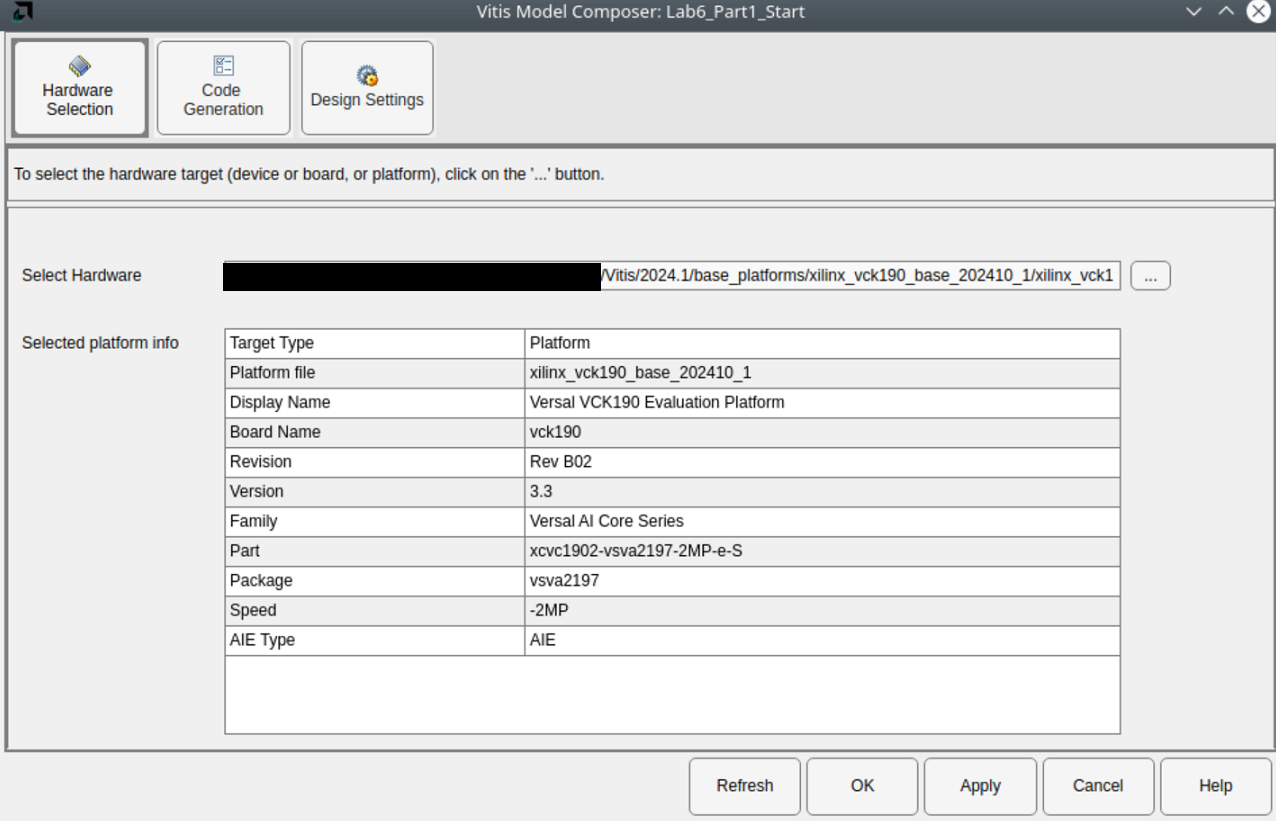 Vitis Model Composer: Lab6_Part1_Start
Hardware Selection
Code Generation
Design Settings
To select the hardware target (device or board, or platform), click on the '...' button.
Select Hardware /Vitis/2024.1/base_platforms/xilinx_vck190_base_202410_1/xilinx_vck1 ...
Selected platform info
Target Type Platform
Platform file xilinx_vck190_base_202410_1
Display Name Versal VCK190 Evaluation Platform
Board Name vck190
Revision Rev B02
Version 3.3
Family Versal AI Core Series
Part xcvc1902-vsva2197-2MP-e-S
Package vsva2197
Speed -2MP
AIE Type AIE
Refresh OK Apply Cancel Help